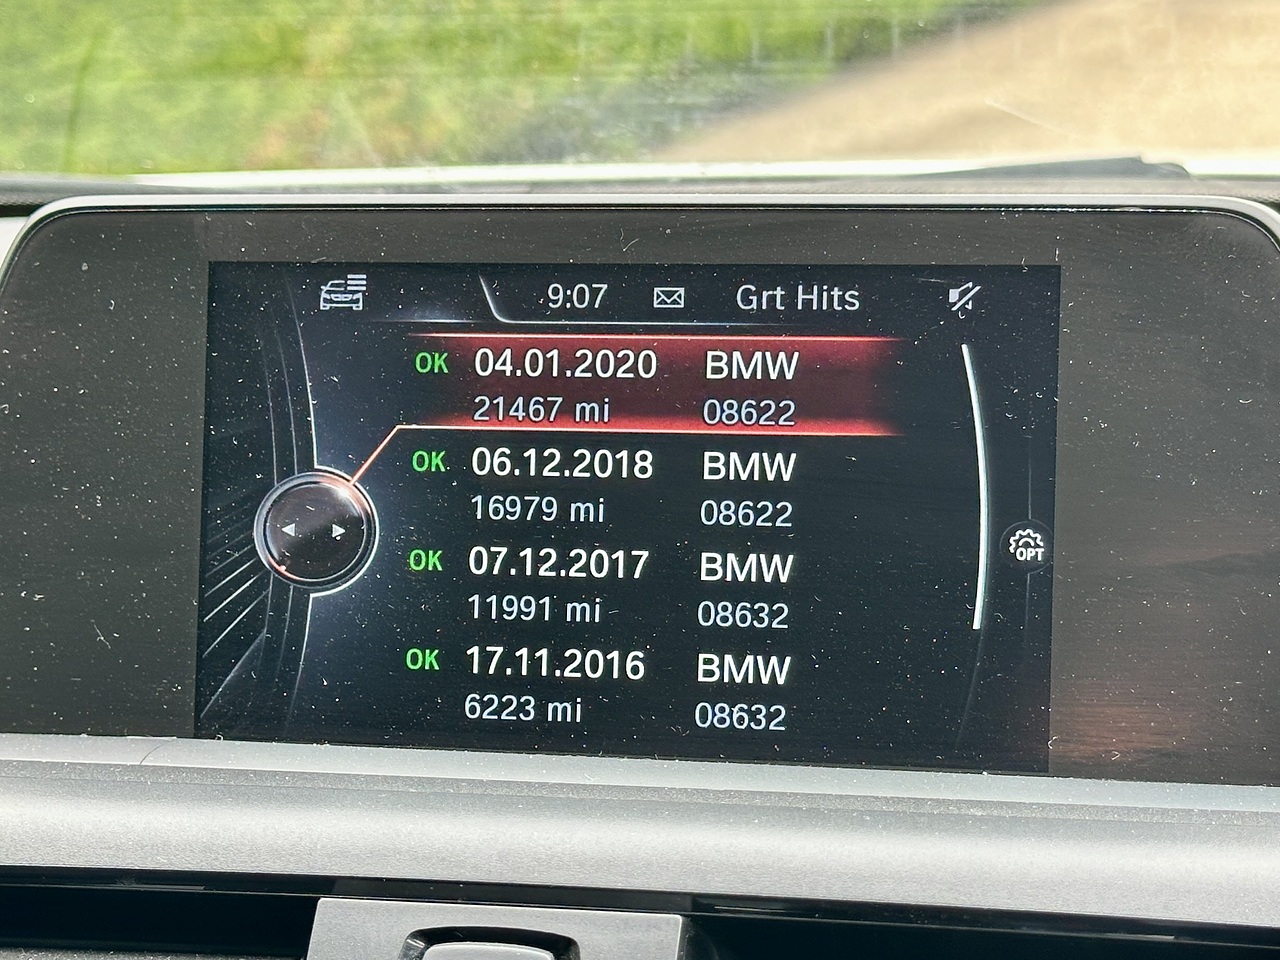 9:07 Grt Hits
OK 04.01.2020 BMW
21467 mi 08622
OK 06.12.2018 BMW
16979 mi 08622
OK 07.12.2017 BMW
11991 mi 08632
OK 17.11.2016 BMW
6223 mi 08632
OPT